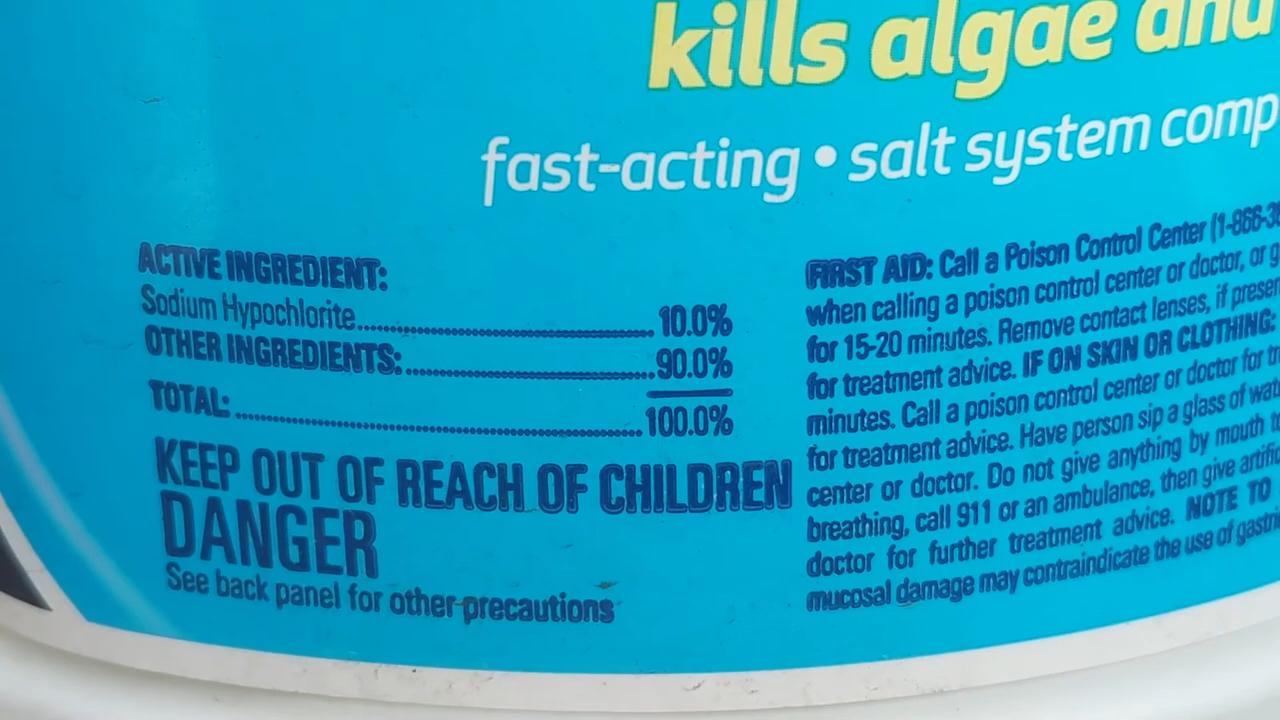 kills algae and
fast-acting • salt system comp
ACTIVE INGREDIENT:
Sodium Hypochlorite........................................10.0%
OTHER INGREDIENTS:...................................90.0%
TOTAL:.........................................................100.0%
KEEP OUT OF REACH OF CHILDREN
DANGER
See back panel for other precautions
FIRST AID: Call a Poison Control Center (1-866-
when calling a poison control center or doctor, or
for 15-20 minutes. Remove contact lenses, if
for treatment advice. IF ON SKIN OR CLOTHING:
minutes. Call a poison control center or doctor for
for treatment advice. Have person sip a glass of
center or doctor. Do not give anything by mouth
breathing, call 911 or an ambulance, then give
doctor for further treatment advice. NOTE TO
mucosal damage may contraindicate the use of